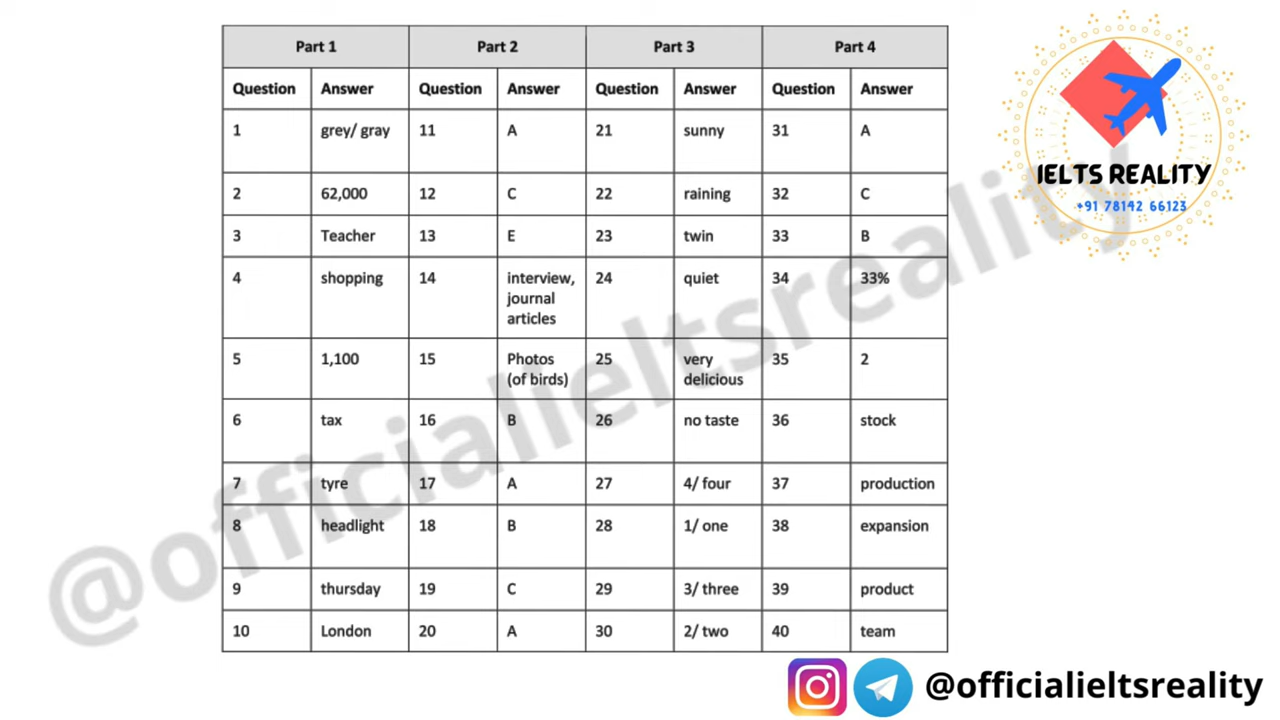 Part 1 Part 2 Part 3 Part 4
Question Answer Question Answer Question Answer Question Answer
1 grey/ gray 11 A 21 sunny 31 A
2 62,000 12 C 22 raining 32 C
3 Teacher 13 E 23 twin 33 B
4 shopping 14 interview, 24 quiet 34 33%
journal
articles
5 1,100 15 Photos 25 very 35 2
(of birds) delicious
6 tax 16 B 26 no taste 36 stock
7 tyre 17 A 27 4/ four 37 production
8 headlight 18 B 28 1/ one 38 expansion
9 thursday 19 C 29 3/ three 39 product
10 London 20 A 30 2/ two 40 team
IELTS REALITY
+91 78142 66123
@officialieltsreality
@officialieltsreality